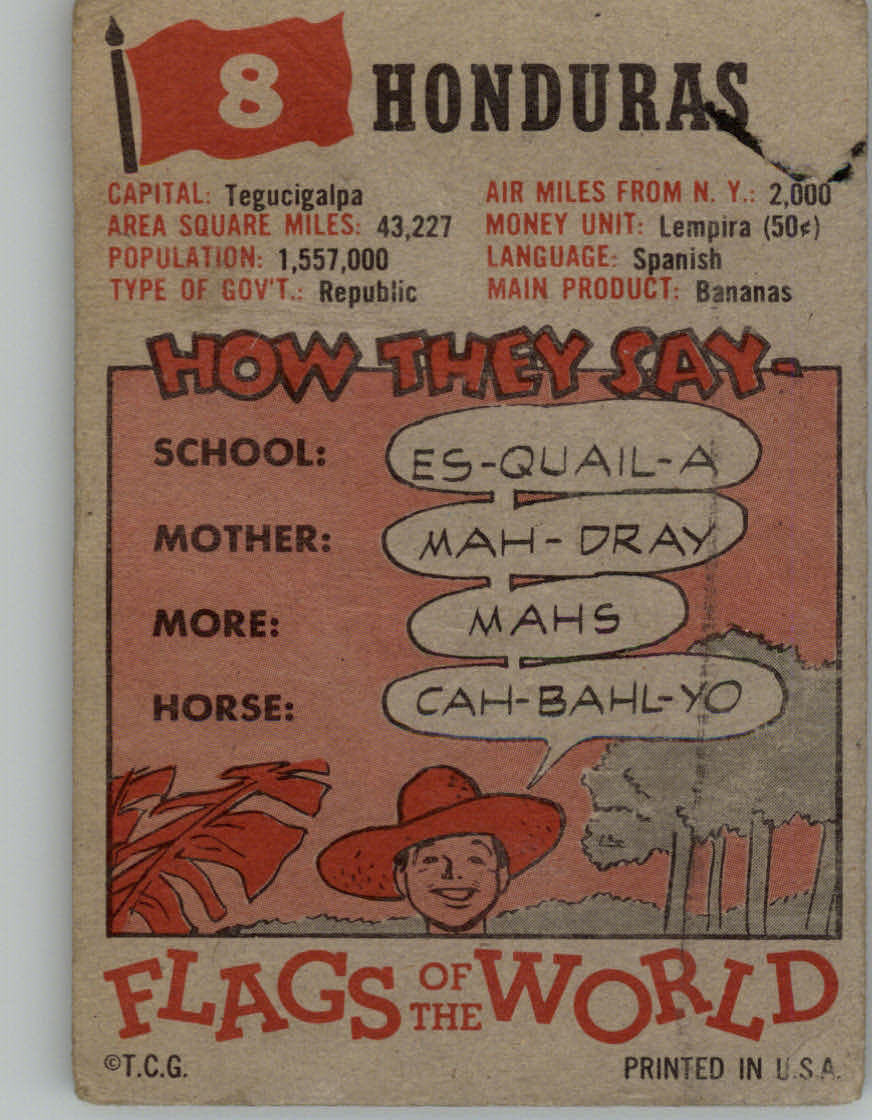 8 HONDURAS
CAPITAL: Tegucigalpa
AREA SQUARE MILES: 43,227
POPULATION: 1,557,000
TYPE OF GOV'T.: Republic
AIR MILES FROM N. Y.: 2,000
MONEY UNIT: Lempira (50¢)
LANGUAGE: Spanish
MAIN PRODUCT: Bananas
HOW THEY SAY-
SCHOOL: ES-QUAIL-A
MOTHER: MAH-DRAY
MORE: MAHS
HORSE: CAH-BAHL-YO
FLAGS OF THE WORLD
©T.C.G. PRINTED IN U.S.A.